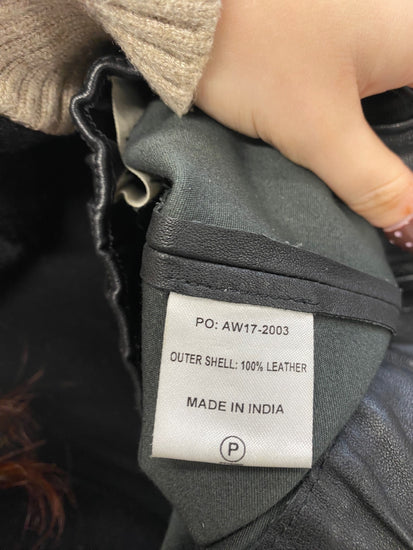 PO: AW17-2003
OUTER SHELL: 100% LEATHER
MADE IN INDIA
P